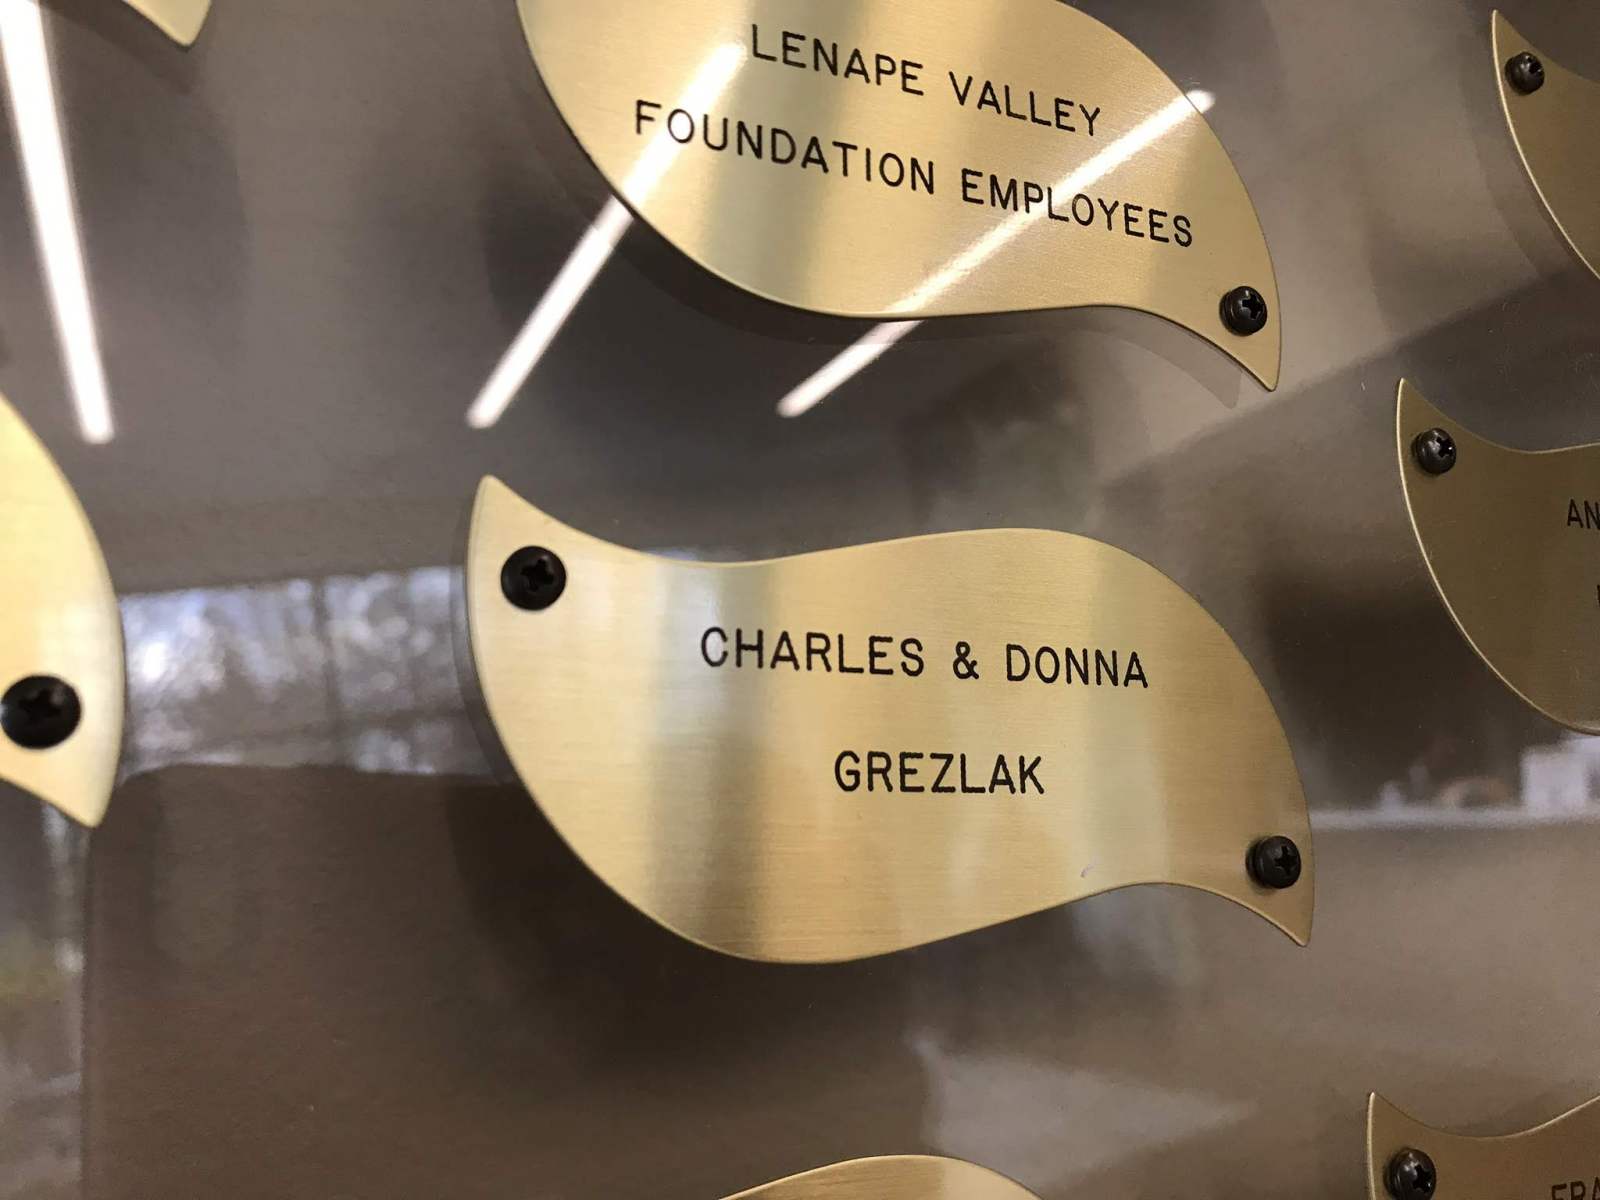 LENAPE VALLEY
FOUNDATION EMPLOYEES
CHARLES & DONNA
GREZLAK